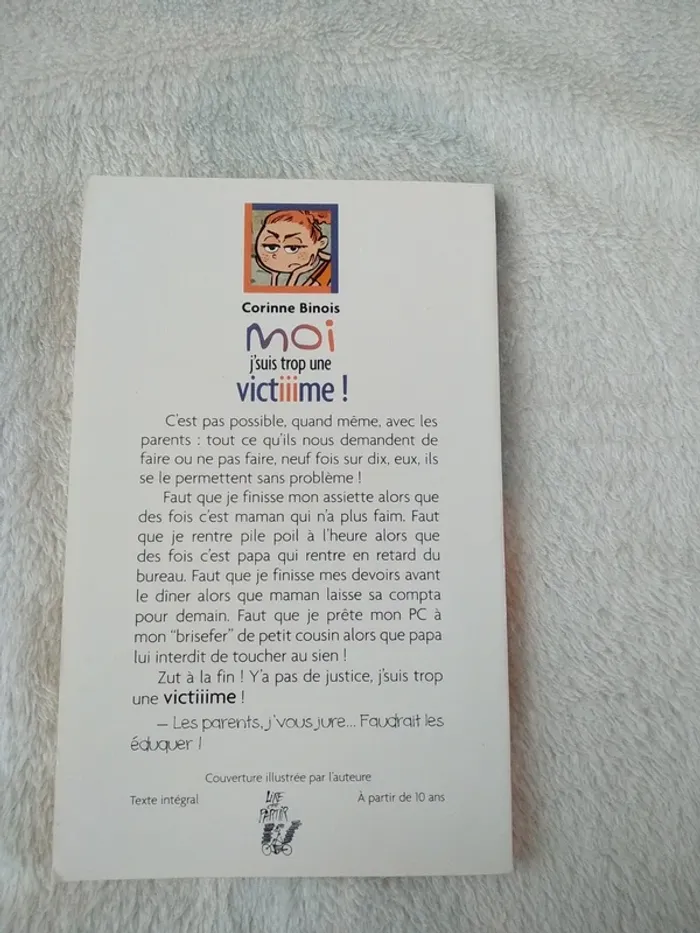 Corinne Binois
moi
j'suis trop une
victiiime !
C'est pas possible, quand même, avec les
parents : tout ce qu'ils nous demandent de
faire ou ne pas faire, neuf fois sur dix, eux, ils
se le permettent sans problème !
Faut que je finisse mon assiette alors que
des fois c'est maman qui n'a plus faim. Faut
que je rentre pile poil à l'heure alors que
des fois c'est papa qui rentre en retard du
bureau. Faut que je finisse mes devoirs avant
le dîner alors que maman laisse sa compta
pour demain. Faut que je prête mon PC à
mon "brisefer" de petit cousin alors que papa
lui interdit de toucher au sien !
Zut à la fin ! Y'a pas de justice, j'suis trop
une victiiime !
– Les parents, j'vous jure... Faudrait les
éduquer !
Couverture illustrée par l'auteure
Texte intégral
LIRE
PARTIR
À partir de 10 ans